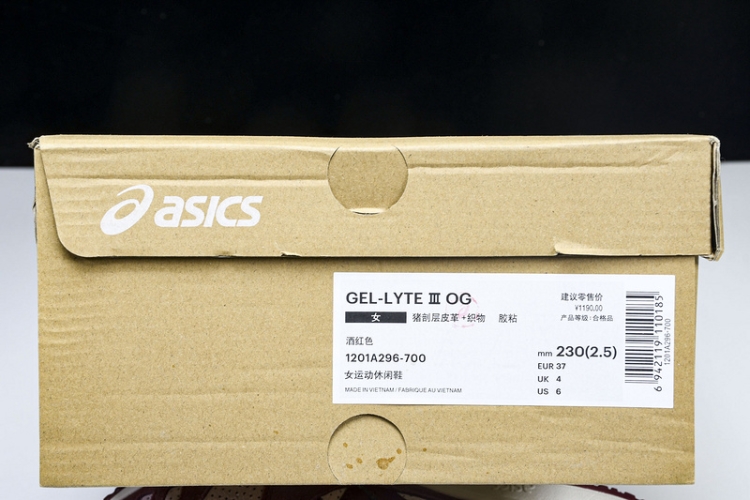 asics
GEL-LYTE III OG
女 猪剖层皮革+织物 胶粘
酒红色
1201A296-700
女运动休闲鞋
MADE IN VIETNAM / FABRIQUE AU VIETNAM
建议零售价
¥1190.00
产品等级:合格品
mm 230(2.5)
EUR 37
UK 4
US 6
6 942119 110185
1201A296-700